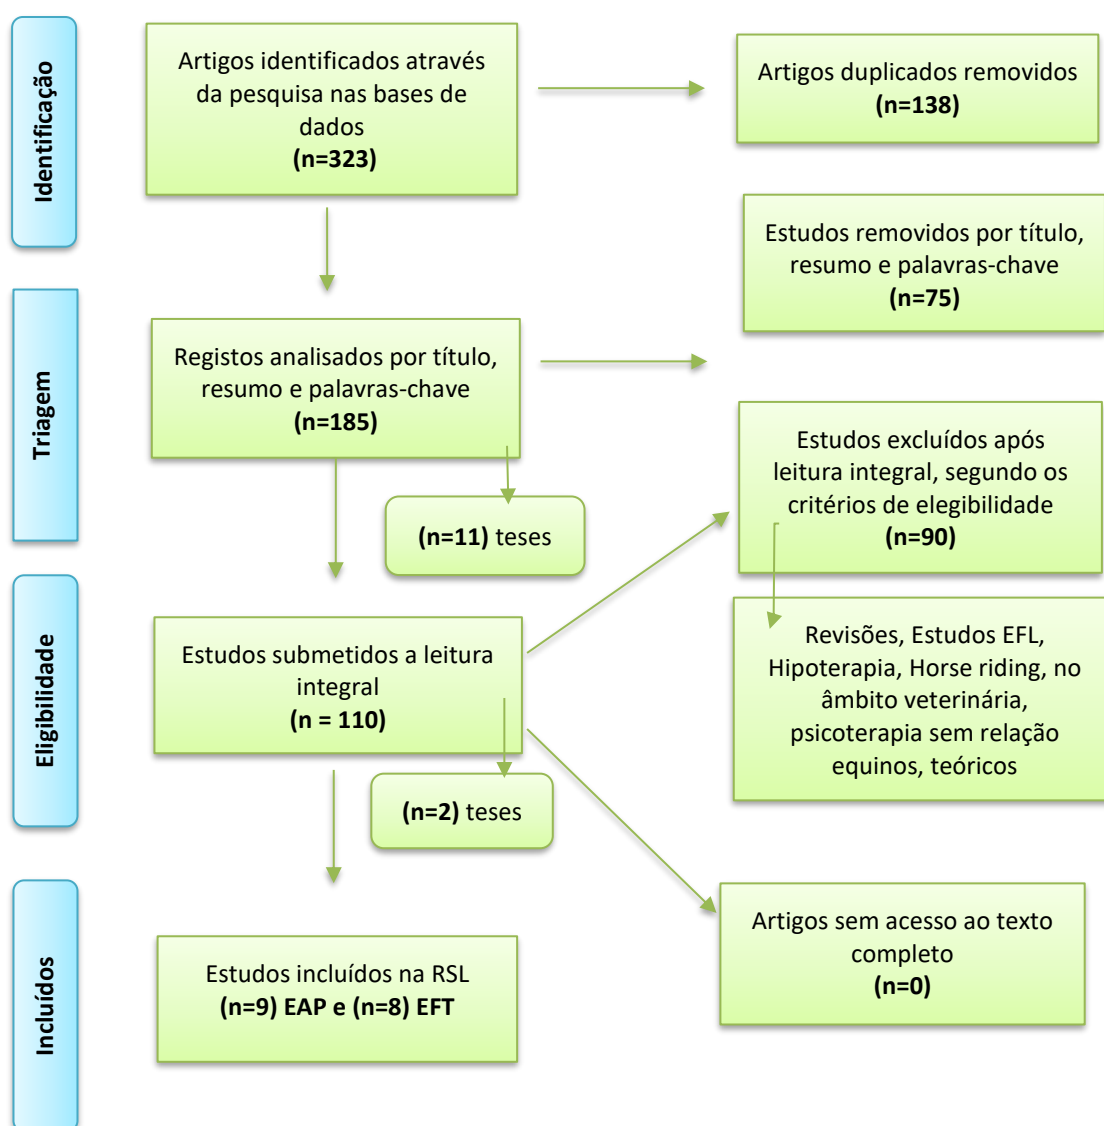 Identificação
Artigos identificados através
da pesquisa nas bases de
dados
(n=323)
Artigos duplicados removidos
(n=138)
Estudos removidos por título,
resumo e palavras-chave
(n=75)
Triagem
Registos analisados por título,
resumo e palavras-chave
(n=185)
(n=11) teses
Estudos excluídos após
leitura integral, segundo os
critérios de elegibilidade
(n=90)
Eligibilidade
Estudos submetidos a leitura
integral
(n = 110)
(n=2) teses
Revisões, Estudos EFL,
Hipoterapia, Horse riding, no
âmbito veterinária,
psicoterapia sem relação
equinos, teóricos
Incluídos
Estudos incluídos na RSL
(n=9) EAP e (n=8) EFT
Artigos sem acesso ao texto
completo
(n=0)